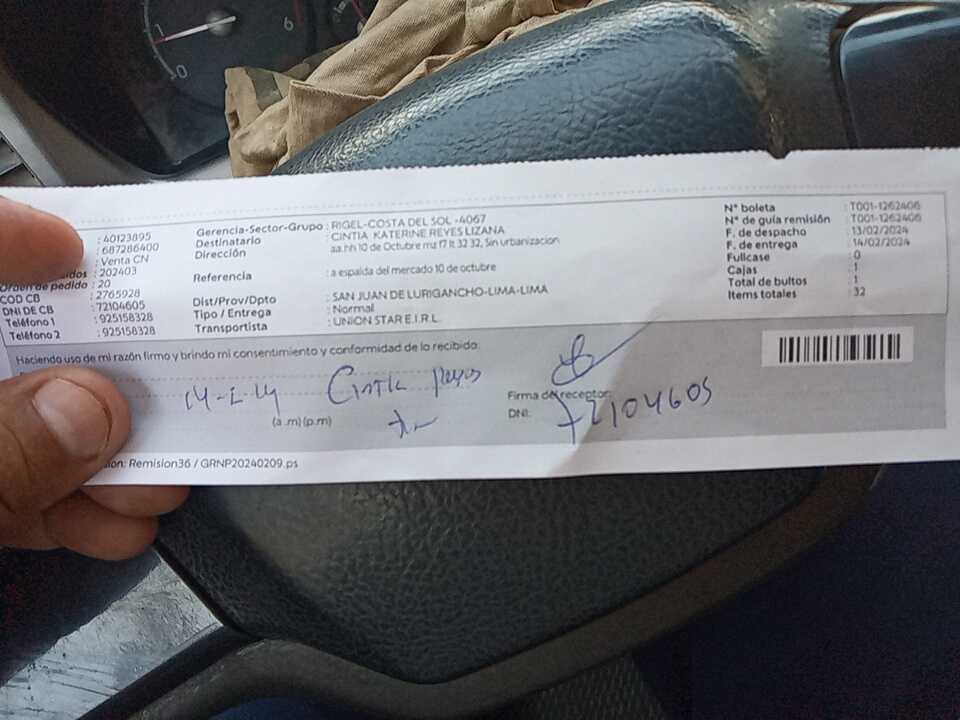 : 40123895
: 687286400
: Venta CN
: 202403
Orden de pedido : 20
COD CB : 2765928
DNI DE CB : 72104605
Teléfono 1 : 925158328
Teléfono 2 : 925158328
Gerencia-Sector-Grupo : RIGEL-COSTA DEL SOL -4067
Destinatario : CINTIA KATERINE REYES LIZANA
Dirección aa.hh 10 de Octubre mz 17 lt 32 32, Sin urbanizacion
Referencia : a espalda del mercado 10 de octubre
Dist/Prov/Dpto : SAN JUAN DE LURIGANCHO-LIMA-LIMA
Tipo / Entrega : Normal
Transportista : UNION STAR E.I.R.L.
N° boleta : T001-1262406
N° de guía remisión : T001-1262406
F. de despacho : 13/02/2024
F. de entrega : 14/02/2024
Fullcase : 0
Cajas : 1
Total de bultos : 1
Items totales : 32
Haciendo uso de mi razón firmo y brindo mi consentimiento y conformidad de lo recibido.
Cintia Reyes
(a .m) (p.m)
Firma del receptor:
DNI: 72104605
Remision36 / GRNP20240209.ps
0
6